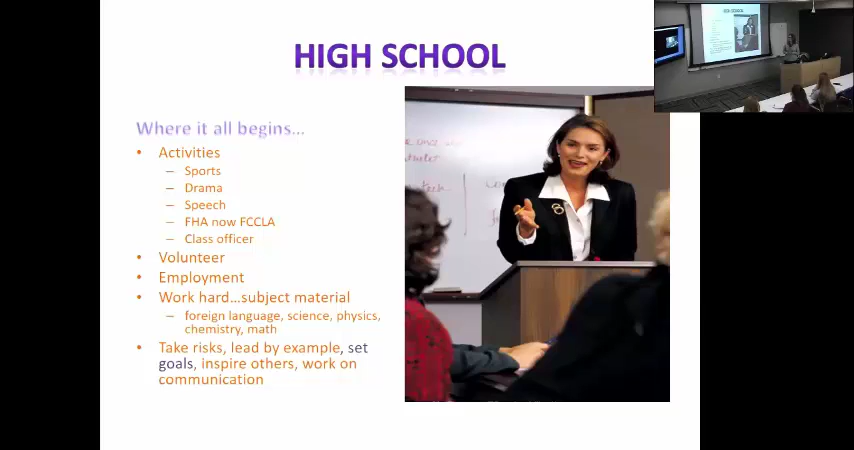 HIGH SCHOOL
Where it all begins...
• Activities
– Sports
– Drama
– Speech
– FHA now FCCLA
– Class officer
• Volunteer
• Employment
• Work hard...subject material
– foreign language, science, physics,
chemistry, math
• Take risks, lead by example, set
goals, inspire others, work on
communication